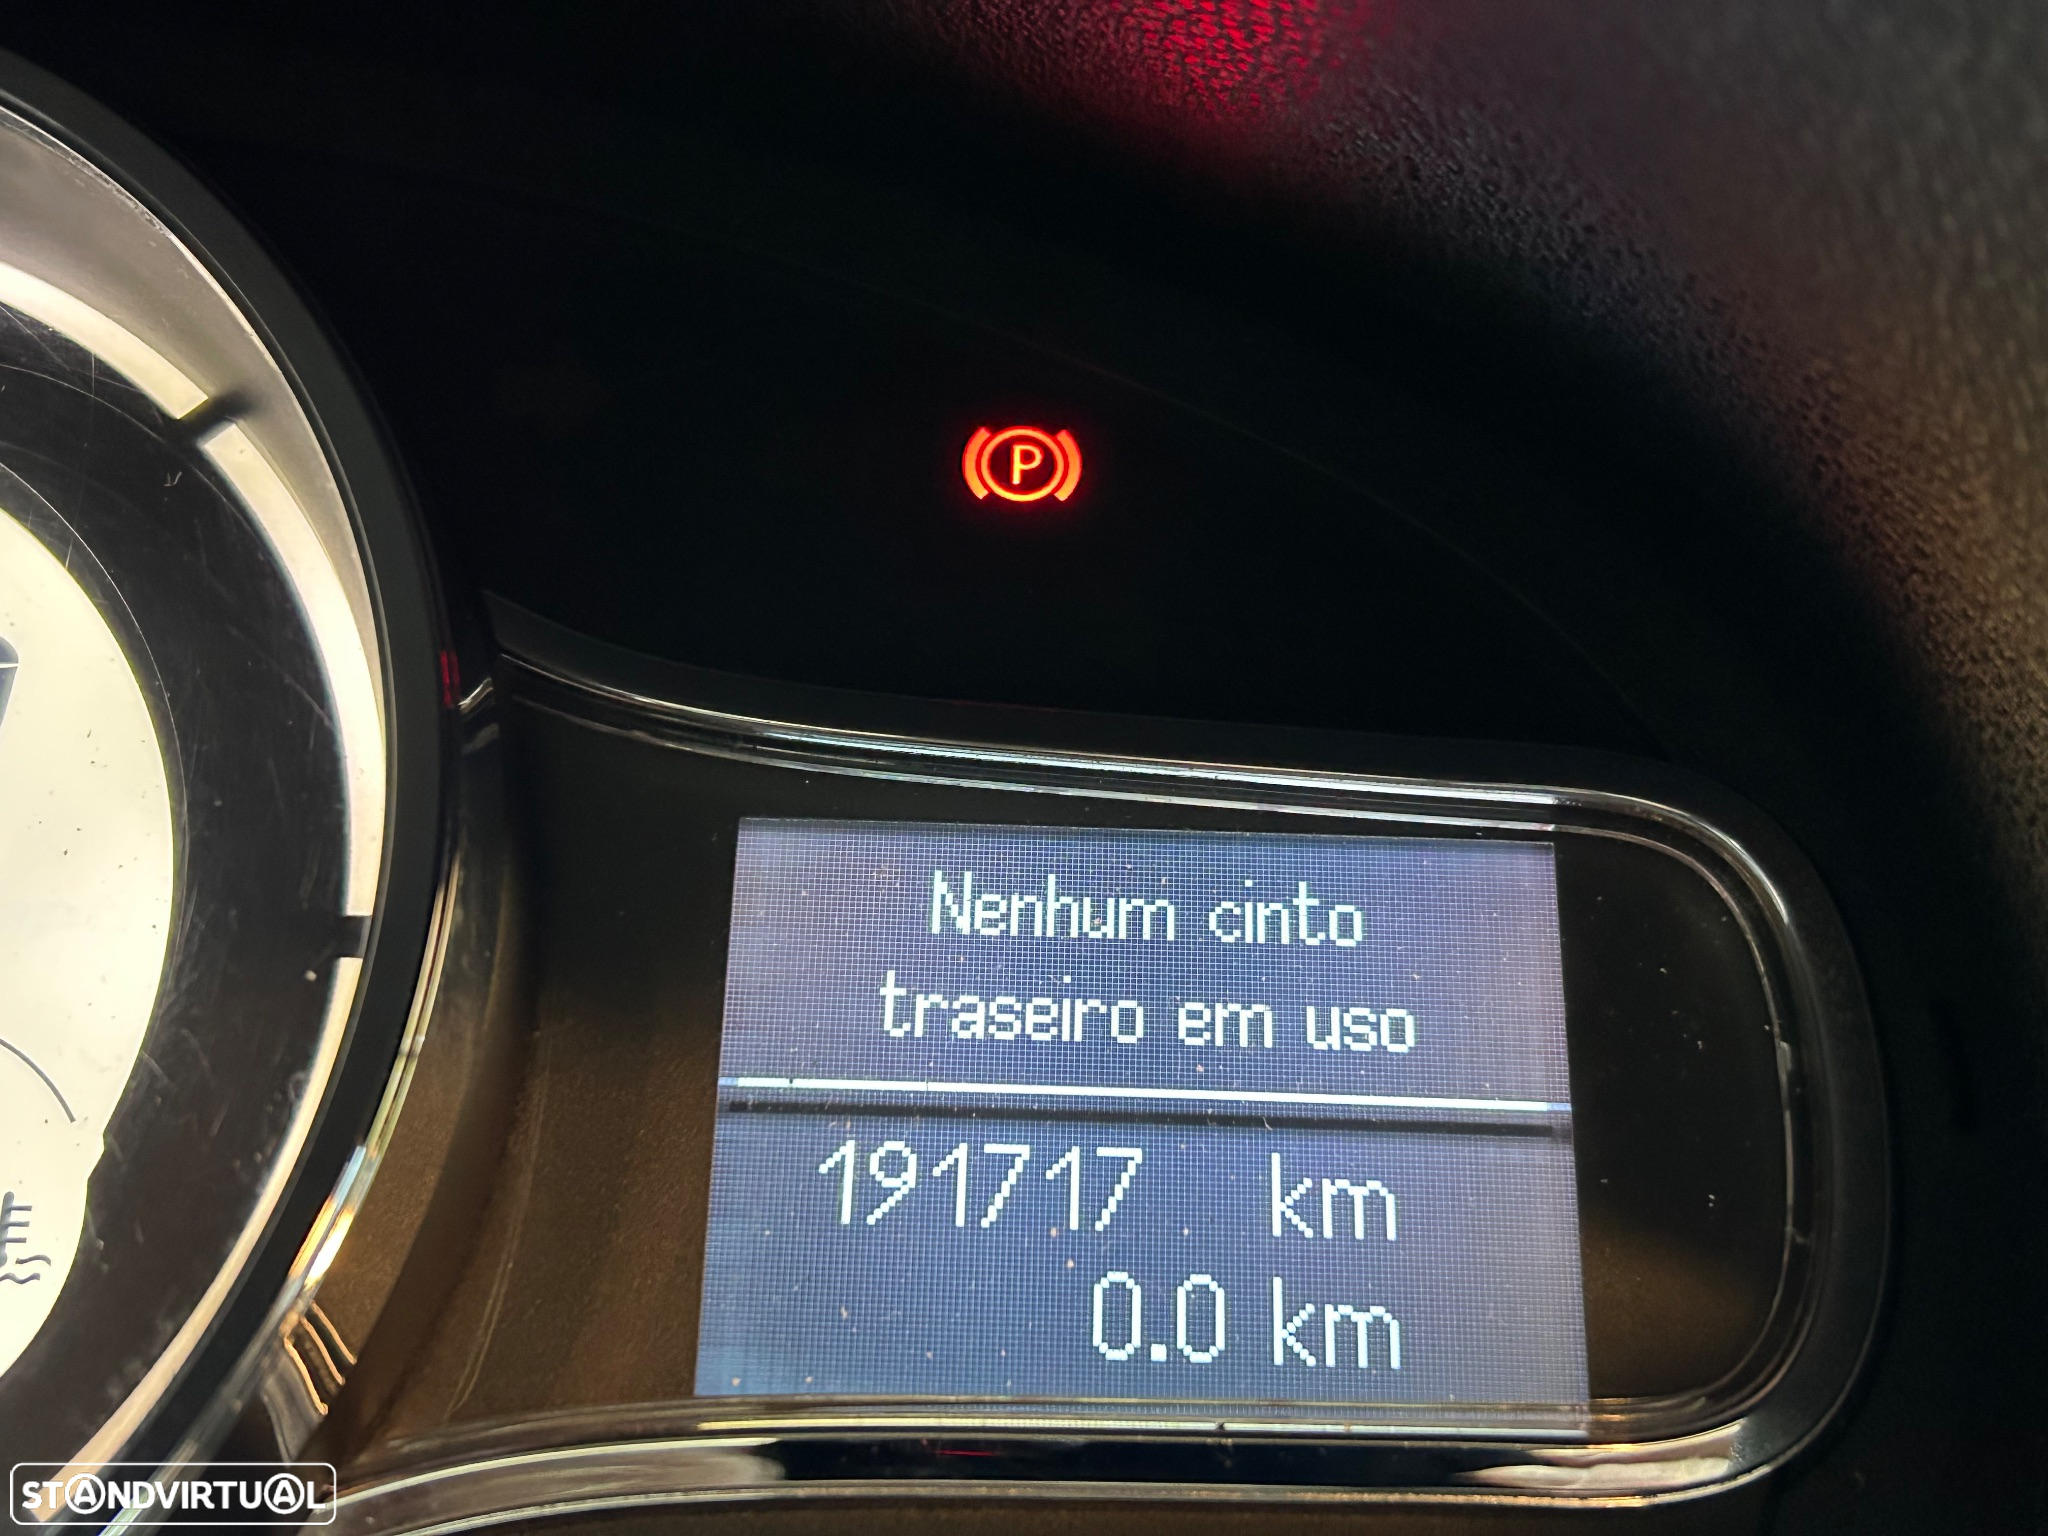 P
Nenhum cinto
traseiro em uso
191717 km
0.0 km
STANDVIRTUAL